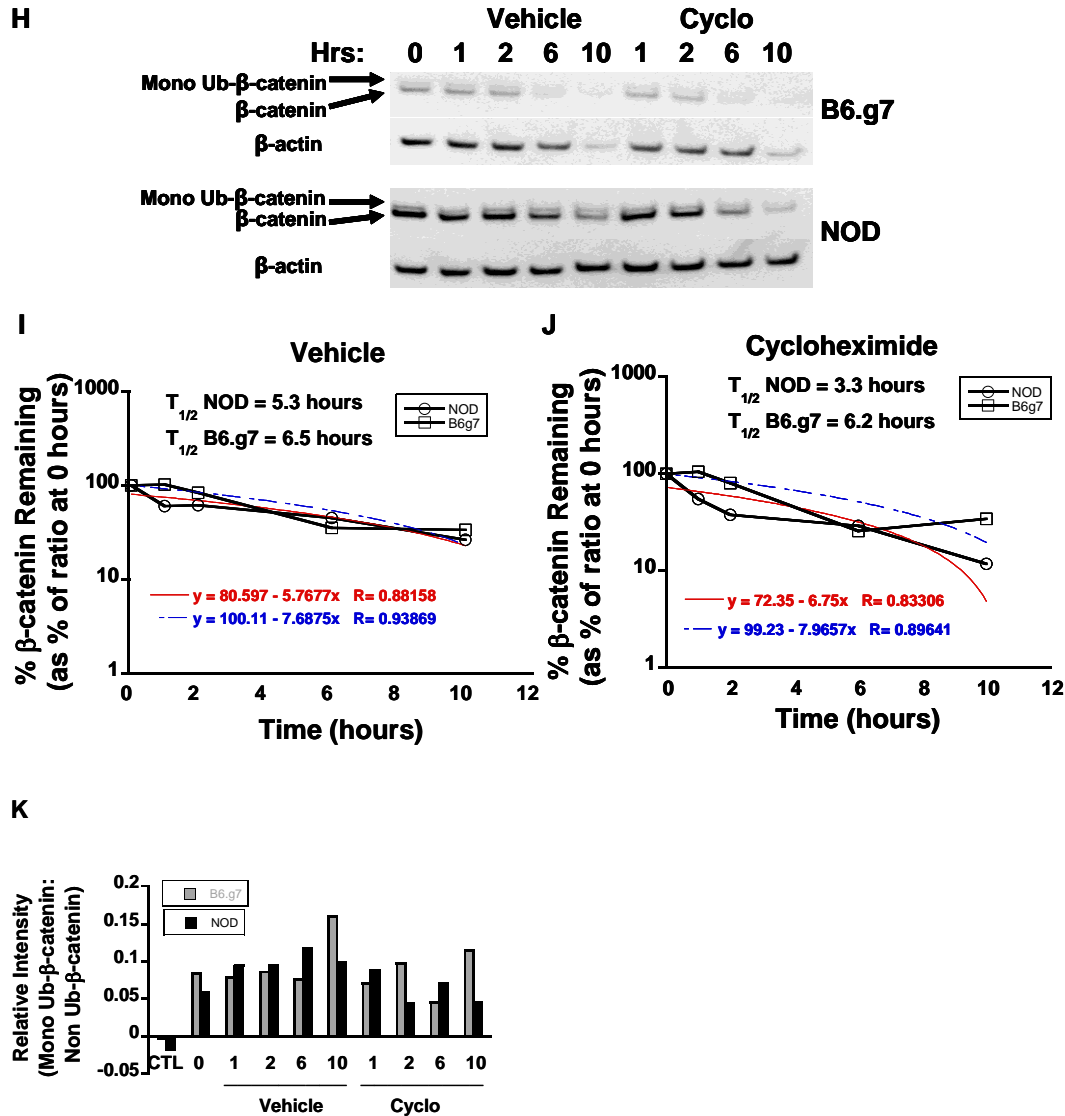 H
Vehicle Cyclo
Hrs: 0 1 2 6 10 1 2 6 10
Mono Ub-β-catenin
β-catenin
B6.g7
β-actin
Mono Ub-β-catenin
β-catenin
NOD
β-actin
I
Vehicle
% β-catenin Remaining
(as % of ratio at 0 hours)
1000
100
10
1
T1/2 NOD = 5.3 hours
T1/2 B6.g7 = 6.5 hours
NOD
B6g7
y = 80.597 - 5.7677x R= 0.88158
y = 100.11 - 7.6875x R= 0.93869
0 2 4 6 8 10 12
Time (hours)
J
Cycloheximide
% β-catenin Remaining
(as % of ratio at 0 hours)
1000
100
10
1
T1/2 NOD = 3.3 hours
T1/2 B6.g7 = 6.2 hours
NOD
B6g7
y = 72.35 - 6.75x R= 0.83306
y = 99.23 - 7.9657x R= 0.89641
0 2 4 6 8 10 12
Time (hours)
K
Relative Intensity
(Mono Ub-β-catenin:
Non Ub-β-catenin)
0.2
0.15
0.1
0.05
0
-0.05
B6.g7
NOD
CTL 0 1 2 6 10 1 2 6 10
Vehicle Cyclo